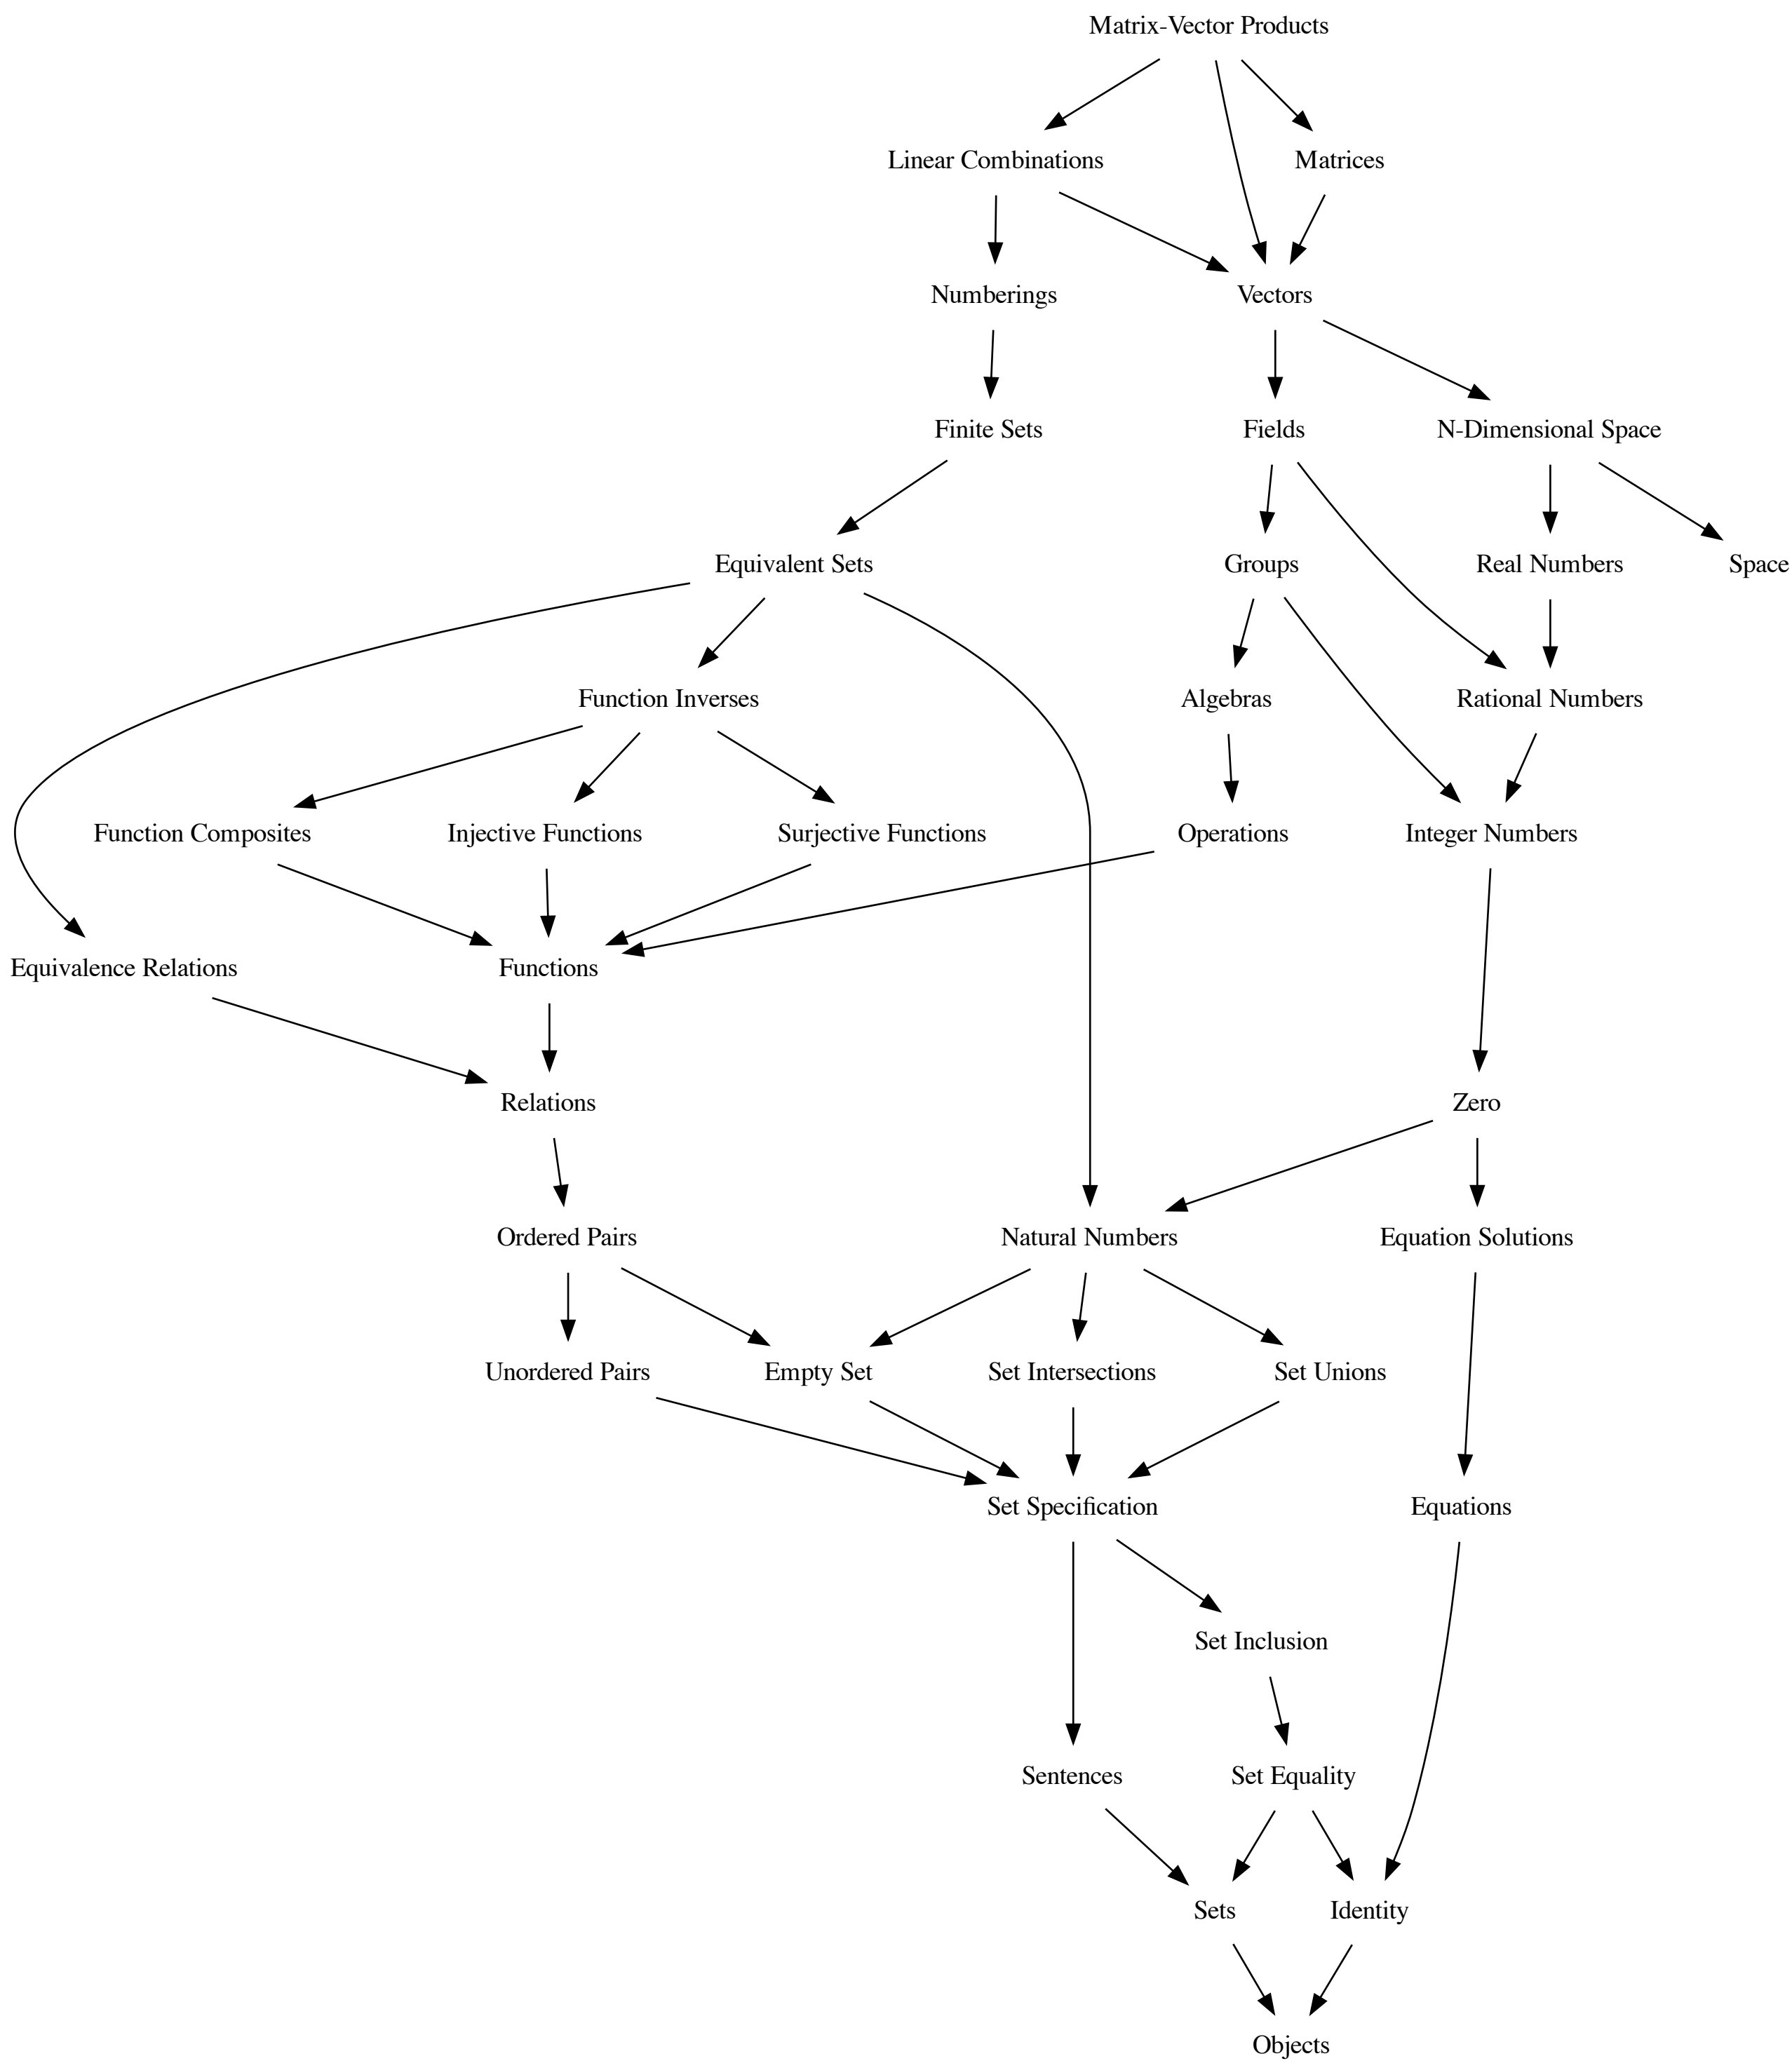 Matrix-Vector Products
Linear Combinations
Matrices
Numberings
Vectors
Finite Sets
Fields
N-Dimensional Space
Equivalent Sets
Groups
Real Numbers
Space
Function Inverses
Algebras
Rational Numbers
Function Composites
Injective Functions
Surjective Functions
Operations
Integer Numbers
Equivalence Relations
Functions
Relations
Zero
Ordered Pairs
Natural Numbers
Equation Solutions
Unordered Pairs
Empty Set
Set Intersections
Set Unions
Set Specification
Equations
Set Inclusion
Sentences
Set Equality
Sets
Identity
Objects